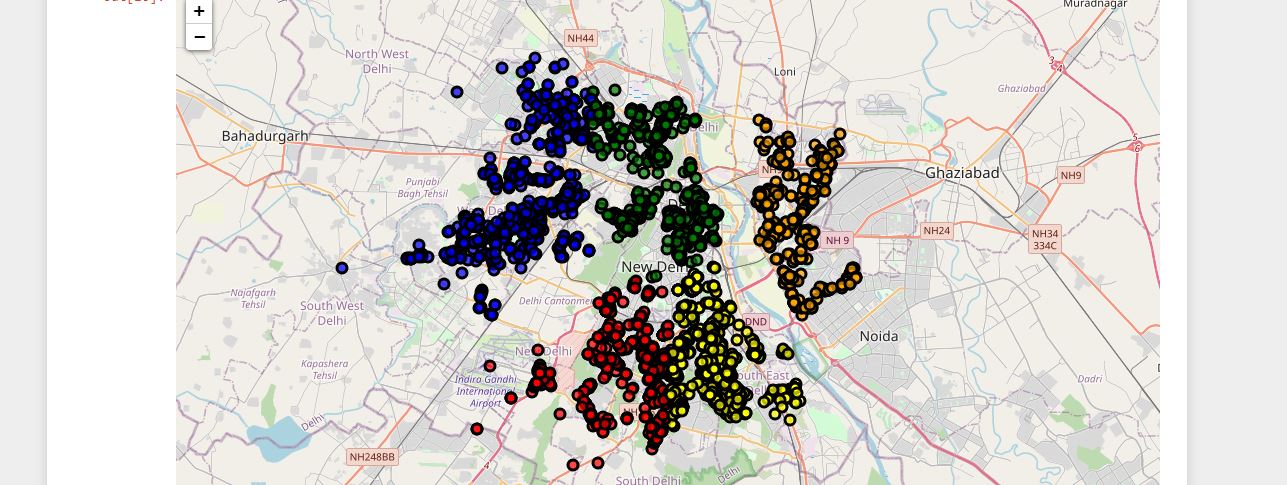 +
−
NH44
Muradnagar
North West
Delhi
Loni
Ghaziabad
Bahadurgarh
Punjabi
Bagh Tehsil
Ghaziabad
NH9
NH24
NH34
334C
NH 9
New Delhi
Najafgarh
Tehsil
South West
Delhi
Delhi Cantonment
DND
Noida
Kapashera
Tehsil
New Delhi
Indira Gandhi
International
Airport
South East
Dadri
Delhi
NH248BB
4
South Delhi
Delhi